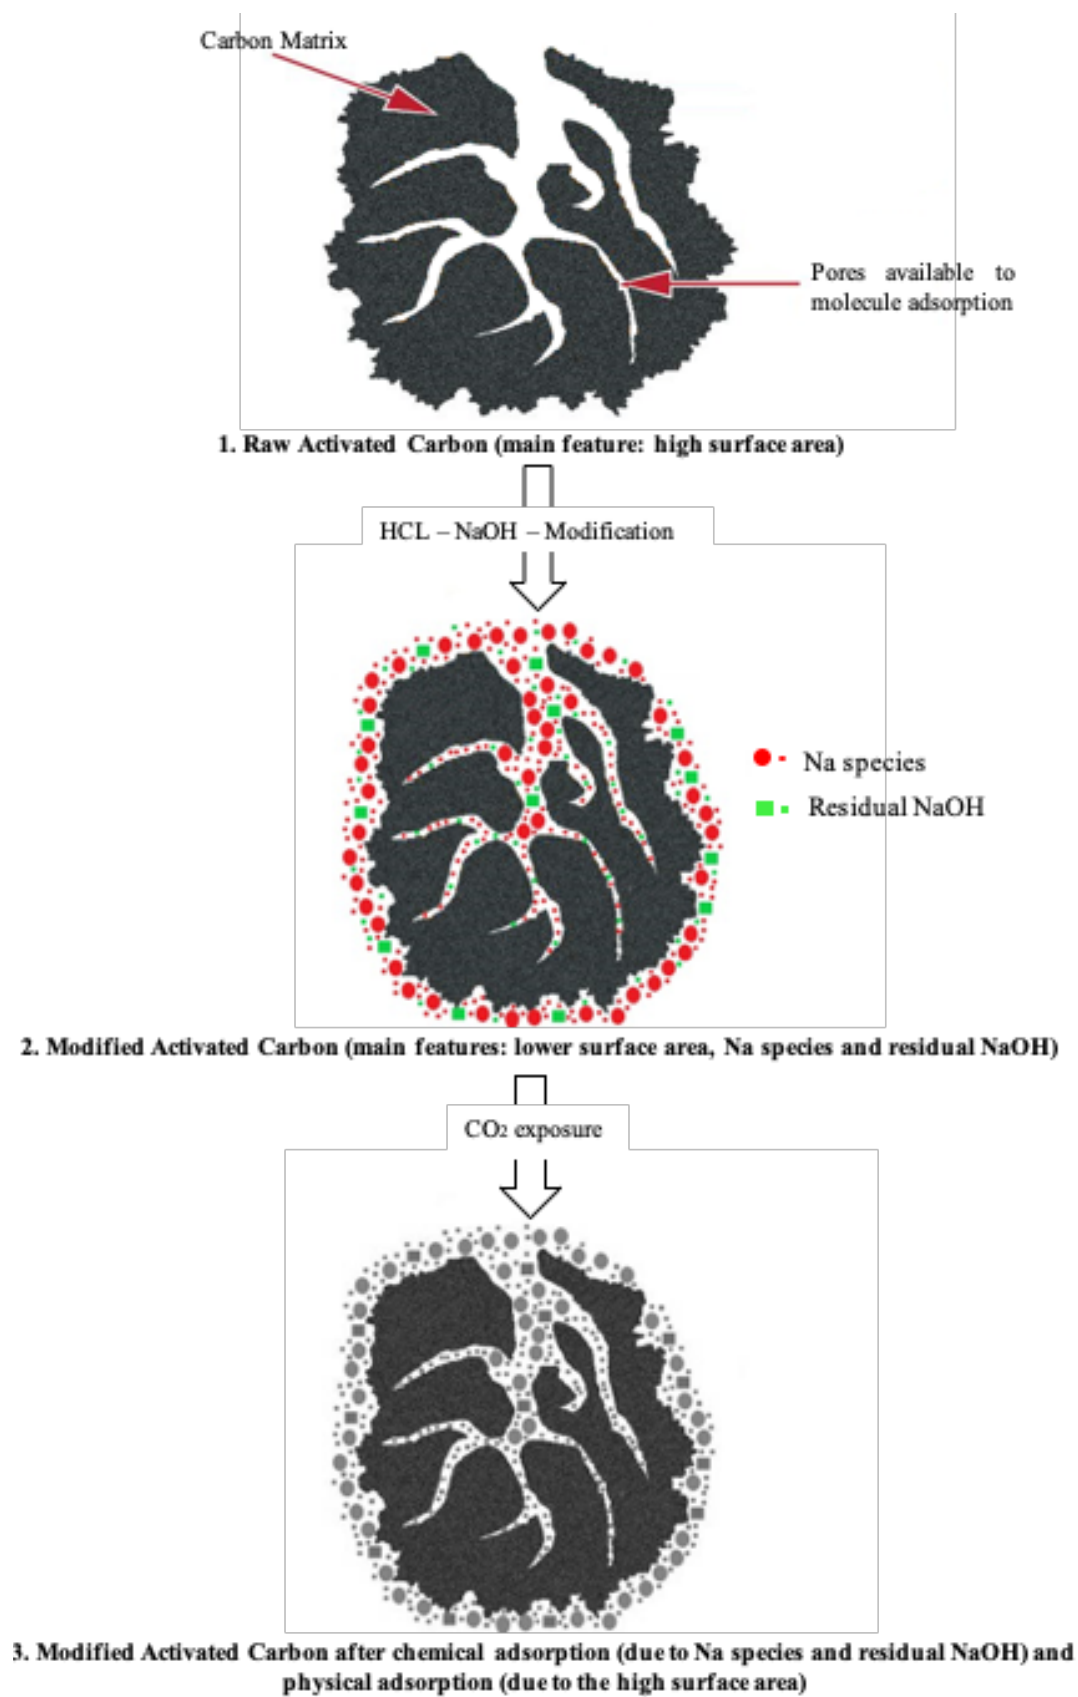 Carbon Matrix
Pores available to
molecule adsorption
1. Raw Activated Carbon (main feature: high surface area)
HCL – NaOH – Modification
Na species
Residual NaOH
2. Modified Activated Carbon (main features: lower surface area, Na species and residual NaOH)
CO2 exposure
3. Modified Activated Carbon after chemical adsorption (due to Na species and residual NaOH) and
physical adsorption (due to the high surface area)